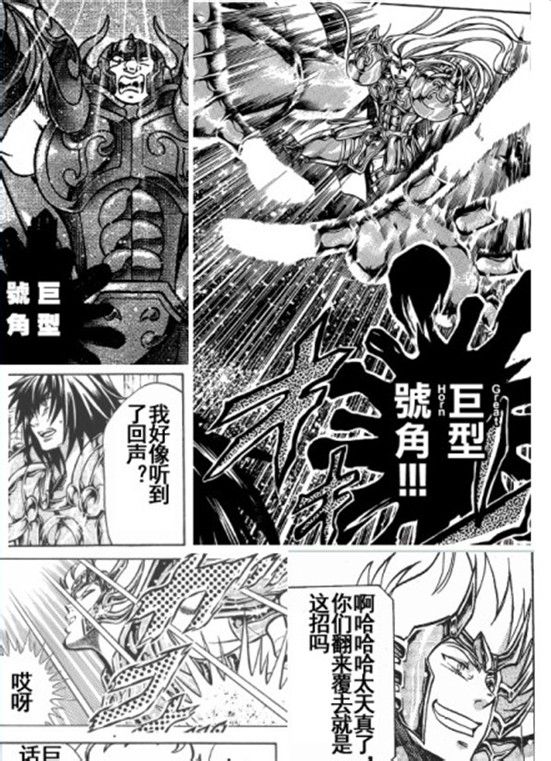 Great
巨型
Horn
號角!!!
巨型
號角
我好像听到
了回声？
啊哈哈哈太天真了，
你们翻来覆去就是
这招吗
哎呀
巨
话